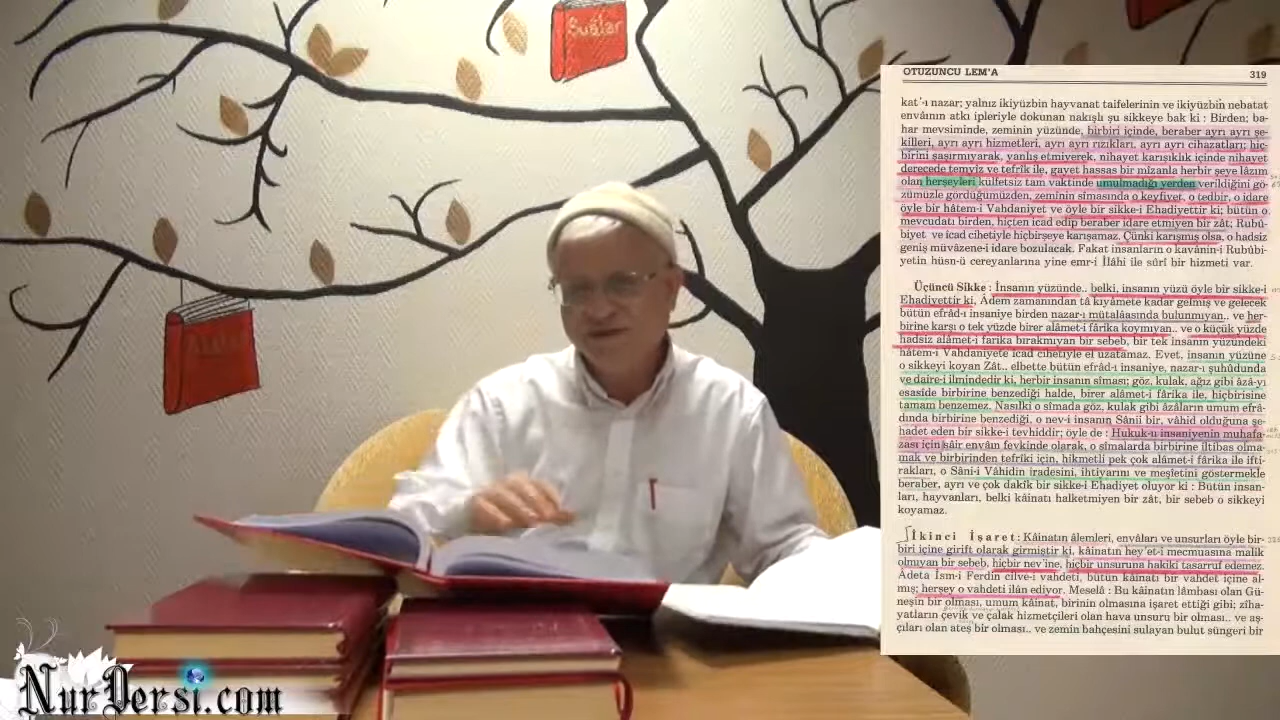 Suâlar
OTUZUNCU LEM'A 319
kat'-ı nazar; yalnız ikiyüzbin hayvanat taifelerinin ve ikiyüzbin nebatat
envâının atkı ipleriyle dokunan nakışlı şu sikkeye bak ki : Birden; ba-
har mevsiminde, zeminin yüzünde, birbiri içinde, beraber ayrı ayrı şe-
killeri, ayrı ayrı hizmetleri, ayrı ayrı rızıkları, ayrı ayrı cihazatları; hiç-
birini şaşırmıyarak, yanlış etmiyerek, nihayet karışıklık içinde nihayet
derecede temyiz ve tefrik ile, gayet hassas bir mizanla herbir şeye lâzım
olan herşeyleri külfetsiz tam vaktinde umulmadığı yerden verildiğini gö-
zümüzle gördüğümüzden, zeminin sîmasında o keyfiyet, o tedbir, o idare
öyle bir hâtem-i Vahdaniyet ve öyle bir sikke-i Ehadiyettir ki; bütün o
mevcudatı birden, hiçten icad edip beraber idare etmiyen bir zât; Rubû-
biyet ve icad cihetiyle hiçbirşeye karışamaz. Çünki karışmış olsa, o hadsiz
geniş müvâzene-i idare bozulacak. Fakat insanların o kavânin-i Rubûbi-
yetin hüsn-ü cereyanlarına yine emr-i İlâhi ile sûrî bir hizmeti var.
Üçüncü Sikke : İnsanın yüzünde.. belki, insanın yüzü öyle bir sikke-i
Ehadiyettir ki, Âdem zamanından tâ kıyamete kadar gelmiş ve gelecek
bütün efrâd-ı insaniye birden nazar-ı mütalaasında bulunmıyan.. ve her-
birine karşı o tek yüzde birer alâmet-i fârika koymıyan.. ve o küçük yüzde
hadsiz alâmet-i farika bırakmıyan bir sebeb, bir tek insanın yüzündeki
hâtem-i Vahdaniyete icad cihetiyle el uzatamaz. Evet, insanın yüzüne
o sikkeyi koyan Zât.. elbette bütün efrâd-ı insaniye, nazar-ı şuhûdunda
ve daire-i ilmindedir ki, herbir insanın sîması; göz, kulak, ağız gibi âzâ-yı
esaside birbirine benzediği halde, birer alâmet-i fârika ile, hiçbirisine
tamam benzemez. Nasılki o sîmada göz, kulak gibi âzâların umum efrâ-
dında birbirine benzediği, o nev-i insanın Sânii bir, vâhid olduğuna şe-
hadet eden bir sikke-i tevhiddir; öyle de : Hukuk-u insaniyenin muhafa-
zası için sâir envâın fevkinde olarak, o sîmalarda birbirine iltibas olma-
mak ve birbirinden tefriki için, hikmetli pek çok alâmet-i fârika ile ifti-
rakları, o Sâni-i Vâhidin iradesini, ihtiyarını ve meşîetini göstermekle
beraber, ayrı ve çok dakîk bir sikke-i Ehadiyet oluyor ki : Bütün insan-
ları, hayvanları, belki kâinatı halketmiyen bir zât, bir sebeb o sikkeyi
koyamaz.
İkinci İşaret : Kâinatın âlemleri, envâları ve unsurları öyle bir-
biri içine girift olarak girmiştir ki, kâinatın hey'et-i mecmuasına malik
olmıyan bir sebeb, hiçbir nev'ine, hiçbir unsuruna hakikî tasarruf edemez.
Âdeta İsm-i Ferdin cilve-i vahdeti, bütün kâinatı bir vahdet içine al-
mış; herşey o vahdeti ilân ediyor. Meselâ : Bu kâinatın lâmbası olan Gü-
neşin bir olması, umum kâinat, birinin olmasına işaret ettiği gibi; zîha-
yatların çevik ve çalak hizmetçileri olan hava unsuru bir olması.. ve aş-
çıları olan ateş bir olması.. ve zemin bahçesini sulayan bulut süngeri bir
NurDersi.com